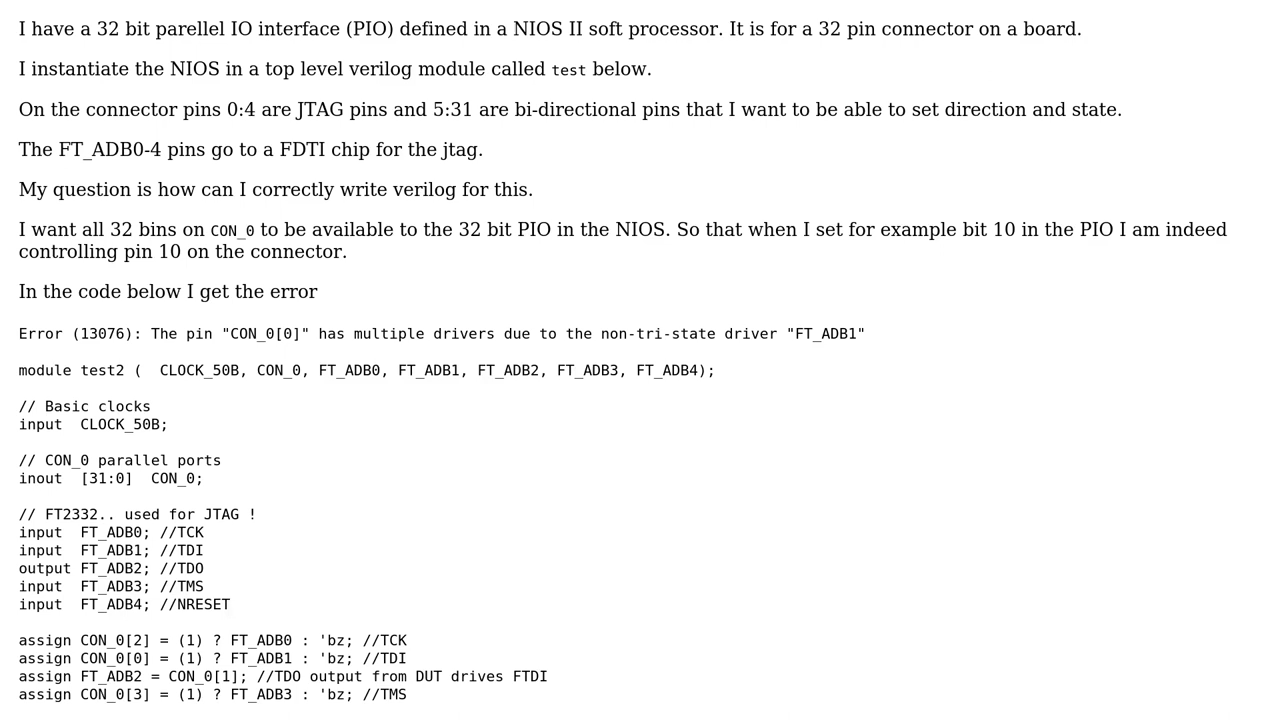 I have a 32 bit parellel IO interface (PIO) defined in a NIOS II soft processor. It is for a 32 pin connector on a board.
I instantiate the NIOS in a top level verilog module called test below.
On the connector pins 0:4 are JTAG pins and 5:31 are bi-directional pins that I want to be able to set direction and state.
The FT_ADB0-4 pins go to a FDTI chip for the jtag.
My question is how can I correctly write verilog for this.
I want all 32 bins on CON_0 to be available to the 32 bit PIO in the NIOS. So that when I set for example bit 10 in the PIO I am indeed
controlling pin 10 on the connector.
In the code below I get the error
Error (13076): The pin "CON_0[0]" has multiple drivers due to the non-tri-state driver "FT_ADB1"
module test2 (  CLOCK_50B, CON_0, FT_ADB0, FT_ADB1, FT_ADB2, FT_ADB3, FT_ADB4);
// Basic clocks
input  CLOCK_50B;
// CON_0 parallel ports
inout  [31:0]  CON_0;
// FT2332.. used for JTAG !
input  FT_ADB0; //TCK
input  FT_ADB1; //TDI
output FT_ADB2; //TDO
input  FT_ADB3; //TMS
input  FT_ADB4; //NRESET
assign CON_0[2] = (1) ? FT_ADB0 : 'bz; //TCK
assign CON_0[0] = (1) ? FT_ADB1 : 'bz; //TDI
assign FT_ADB2 = CON_0[1]; //TDO output from DUT drives FTDI
assign CON_0[3] = (1) ? FT_ADB3 : 'bz; //TMS